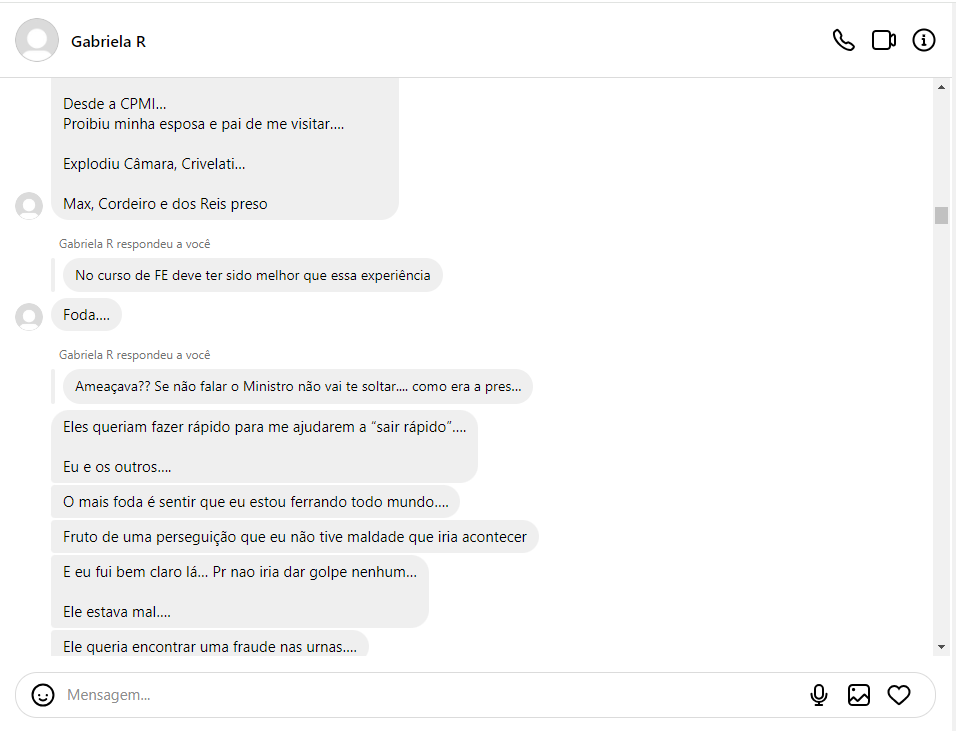 Gabriela R
Desde a CPMI...
Proibiu minha esposa e pai de me visitar....
Explodiu Câmara, Crivelati...
Max, Cordeiro e dos Reis preso
Gabriela R respondeu a você
No curso de FE deve ter sido melhor que essa experiência
Foda....
Gabriela R respondeu a você
Ameaçava?? Se não falar o Ministro não vai te soltar.... como era a pres...
Eles queriam fazer rápido para me ajudarem a “sair rápido”....
Eu e os outros....
O mais foda é sentir que eu estou ferrando todo mundo....
Fruto de uma perseguição que eu não tive maldade que iria acontecer
E eu fui bem claro lá... Pr nao iria dar golpe nenhum...
Ele estava mal....
Ele queria encontrar uma fraude nas urnas....
Mensagem...